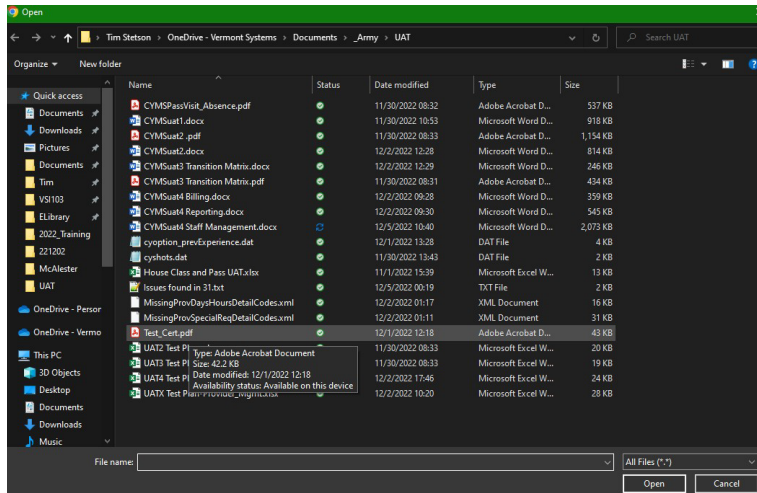 Open
Tim Stetson › OneDrive - Vermont Systems › Documents › _Army › UAT
Search UAT
Organize
New folder
Name Status Date modified Type Size
Quick access
Documents
Downloads
Pictures
Documents
Tim
VSI103
ELibrary
2022_Training
221202
McAlester
UAT
OneDrive - Person
OneDrive - Vermo
This PC
3D Objects
Desktop
Documents
Downloads
Music
CYMSPassVisit_Absence.pdf 11/30/2022 08:32 Adobe Acrobat D... 537 KB
CYMSuat1.docx 11/30/2022 10:53 Microsoft Word D... 918 KB
CYMSuat2 .pdf 11/30/2022 08:33 Adobe Acrobat D... 1,154 KB
CYMSuat2.docx 12/2/2022 12:28 Microsoft Word D... 814 KB
CYMSuat3 Transition Matrix.docx 12/2/2022 12:29 Microsoft Word D... 246 KB
CYMSuat3 Transition Matrix.pdf 11/30/2022 08:31 Adobe Acrobat D... 434 KB
CYMSuat4 Billing.docx 12/2/2022 09:28 Microsoft Word D... 359 KB
CYMSuat4 Reporting.docx 12/2/2022 09:30 Microsoft Word D... 545 KB
CYMSuat4 Staff Management.docx 12/5/2022 10:40 Microsoft Word D... 2,073 KB
cyoption_prevExperience.dat 12/1/2022 13:28 DAT File 4 KB
cyshots.dat 11/30/2022 13:43 DAT File 2 KB
House Class and Pass UAT.xlsx 11/1/2022 15:39 Microsoft Excel W... 13 KB
Issues found in 31.txt 12/5/2022 00:19 TXT File 2 KB
MissingProvDaysHoursDetailCodes.xml 12/2/2022 01:17 XML Document 16 KB
MissingProvSpecialReqDetailCodes.xml 12/2/2022 01:11 XML Document 31 KB
Test_Cert.pdf 12/1/2022 12:18 Adobe Acrobat D... 43 KB
UAT2 Test Pl 11/30/2022 08:33 Microsoft Excel W... 20 KB
UAT3 Test Pl 11/30/2022 08:33 Microsoft Excel W... 19 KB
UAT4 Test Pl 12/2/2022 17:46 Microsoft Excel W... 24 KB
UATX Test Plan-Provider_Mgmt.xlsx 12/2/2022 10:20 Microsoft Excel W... 28 KB
Type: Adobe Acrobat Document
Size: 42.2 KB
Date modified: 12/1/2022 12:18
Availability status: Available on this device
File name:
All Files (*.*)
Open
Cancel